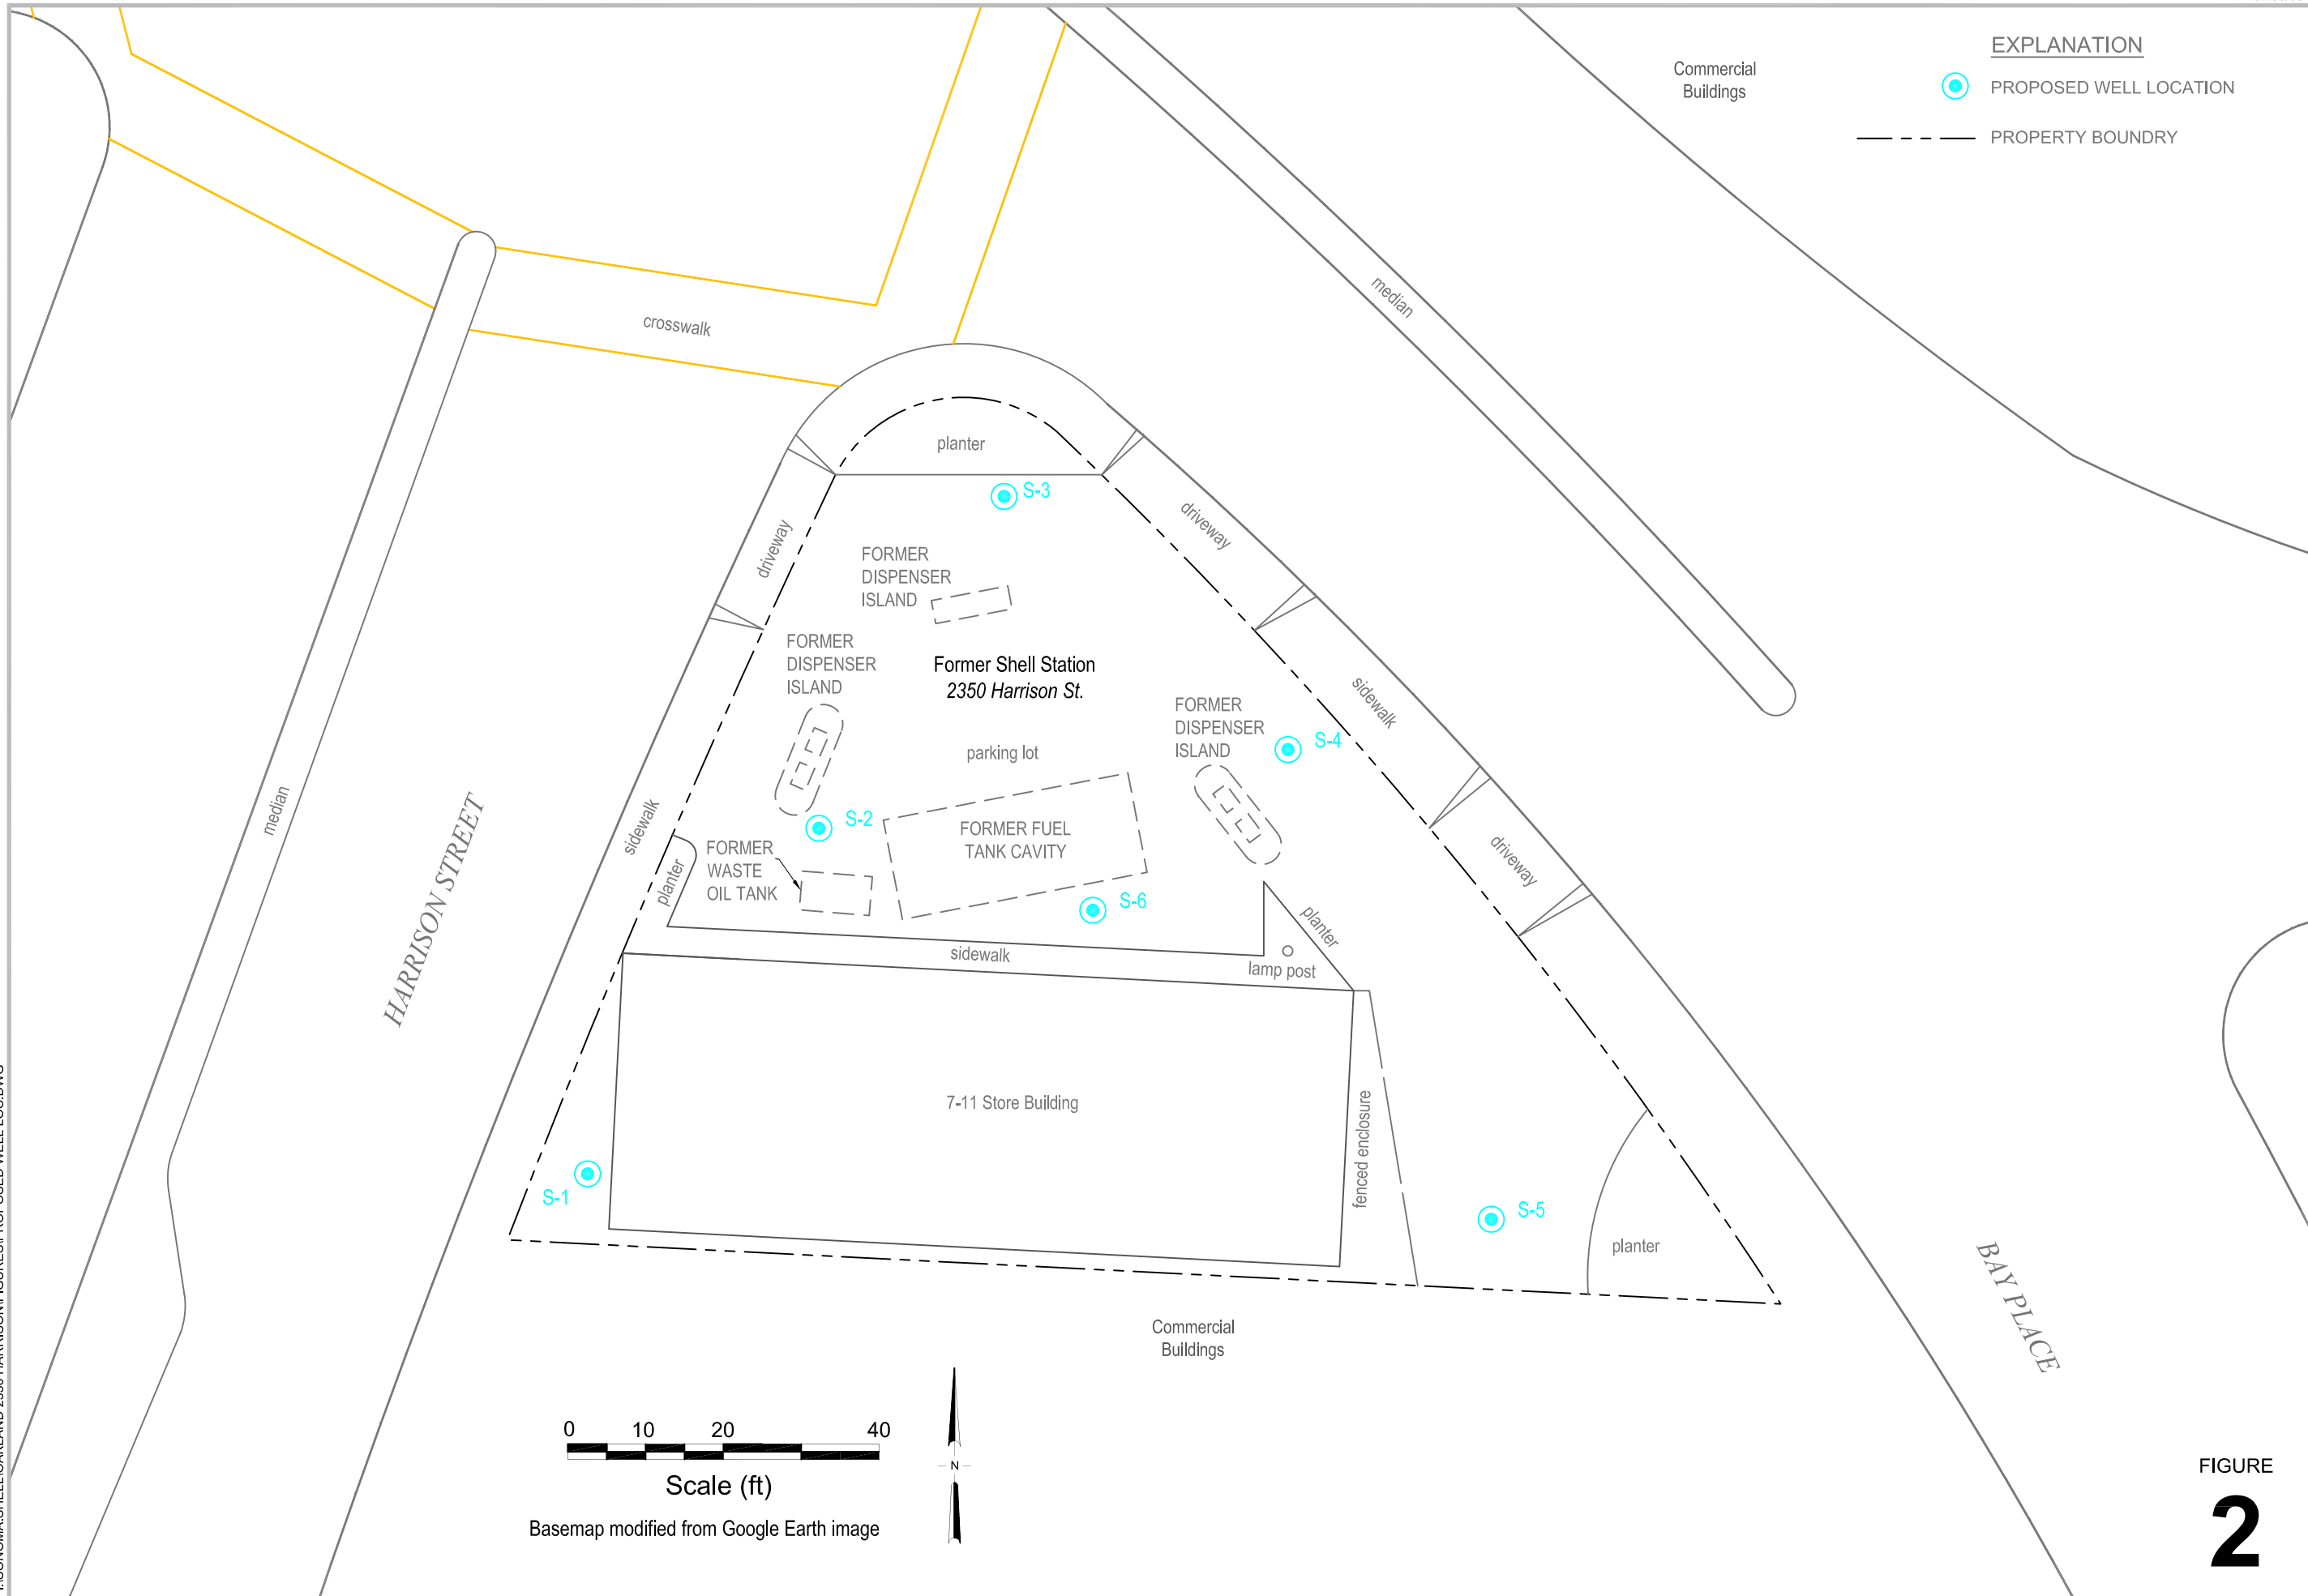 EXPLANATION
PROPOSED WELL LOCATION
PROPERTY BOUNDRY
Commercial
Buildings
median
crosswalk
planter
S-3
driveway
driveway
FORMER
DISPENSER
ISLAND
FORMER
DISPENSER
ISLAND
Former Shell Station
2350 Harrison St.
sidewalk
FORMER
DISPENSER
ISLAND
S-4
parking lot
median
HARRISON STREET
sidewalk
S-2
FORMER FUEL
TANK CAVITY
driveway
FORMER
WASTE
OIL TANK
planter
S-6
planter
sidewalk
lamp post
7-11 Store Building
fenced enclosure
S-1
S-5
planter
BAY PLACE
Commercial
Buildings
0 10 20 40
Scale (ft)
N
Basemap modified from Google Earth image
FIGURE
2